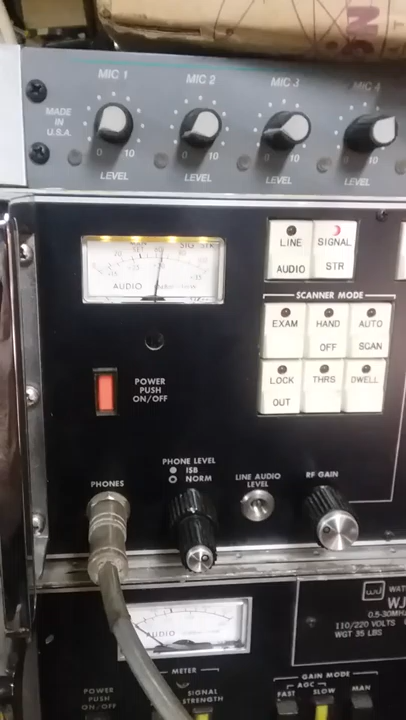 MIC 1 MIC 2 MIC 3 MIC 4
MADE
IN
U.S.A.
0 10 0 10 0 10 0 10
LEVEL LEVEL LEVEL LEVEL
SIG STR
AUDIO
LINE
AUDIO
SIGNAL
STR
SCANNER MODE
EXAM
HAND
OFF
AUTO
SCAN
LOCK
OUT
THRS
DWELL
POWER
PUSH
ON/OFF
PHONES
PHONE LEVEL
ISB
NORM
LINE AUDIO
LEVEL
RF GAIN
AUDIO
METER
POWER
PUSH
ON/OFF
SIGNAL
STRENGTH
WJ
110/220 VOLTS
WGT 35 LBS
GAIN MODE
AGC
FAST SLOW MAN